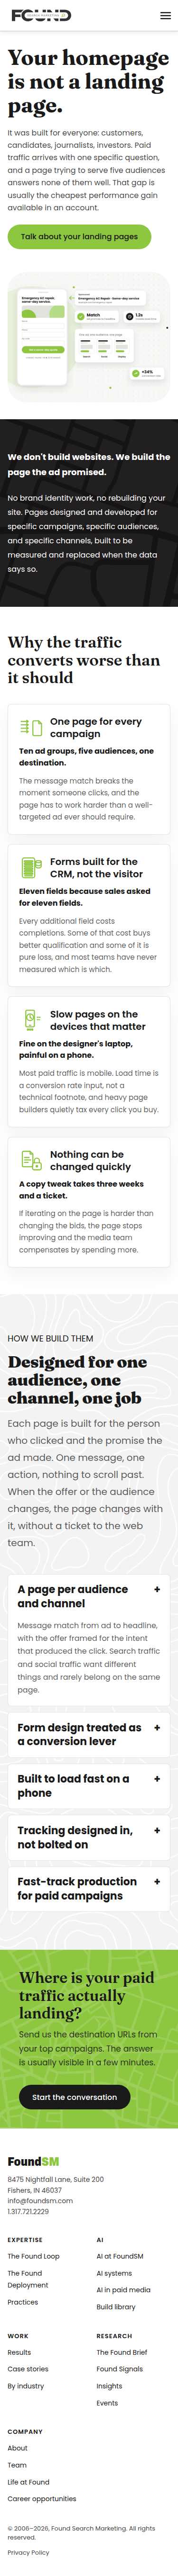 FOUND
SEARCH MARKETING
Your homepage
is not a landing
page.
It was built for everyone: customers,
candidates, journalists, investors. Paid
traffic arrives with one specific question,
and a page trying to serve five audiences
answers none of them well. That gap is
usually the cheapest performance gain
available in an account.
Talk about your landing pages
Emergency AC repair.
Same-day service.
Match
1.2s
+34%
We don't build websites. We build the
page the ad promised.
No brand identity work, no rebuilding your
site. Pages designed and developed for
specific campaigns, specific audiences,
and specific channels, built to be
measured and replaced when the data
says so.
Why the traffic
converts worse than
it should
One page for every
campaign
Ten ad groups, five audiences, one
destination.
The message match breaks the
moment someone clicks, and the
page has to work harder than a well-
targeted ad ever should require.
Forms built for the
CRM, not the visitor
Eleven fields because sales asked
for eleven fields.
Every additional field costs
completions. Some of that cost buys
better qualification and some of it is
pure loss, and most teams have never
measured which is which.
Slow pages on the
devices that matter
Fine on the designer's laptop,
painful on a phone.
Most paid traffic is mobile. Load time is
a conversion rate input, not a
technical footnote, and heavy page
builders quietly tax every click you buy.
Nothing can be
changed quickly
A copy tweak takes three weeks
and a ticket.
If iterating on the page is harder than
changing the bids, the page stops
improving and the media team
compensates by spending more.
HOW WE BUILD THEM
Designed for one
audience, one
channel, one job
Each page is built for the person
who clicked and the promise the
ad made. One message, one
action, nothing to scroll past.
When the offer or the audience
changes, the page changes with
it, without a ticket to the web
team.
A page per audience
and channel
+
Message match from ad to headline,
with the offer framed for the intent
that produced the click. Search traffic
and social traffic want different
things and rarely belong on the same
page.
Form design treated as
a conversion lever
+
Built to load fast on a
phone
+
Tracking designed in,
not bolted on
+
Fast-track production
for paid campaigns
+
Where is your paid
traffic actually
landing?
Send us the destination URLs from
your top campaigns. The answer
is usually visible in a few minutes.
Start the conversation
FoundSM
8475 Nightfall Lane, Suite 200
Fishers, IN 46037
info@foundsm.com
1.317.721.2229
EXPERTISE
The Found Loop
The Found
Deployment
Practices
AI
AI at FoundSM
AI systems
AI in paid media
Build library
WORK
Results
Case studies
By industry
RESEARCH
The Found Brief
Found Signals
Insights
Events
COMPANY
About
Team
Life at Found
Career opportunities
© 2006–2026, Found Search Marketing. All rights
reserved.
Privacy Policy